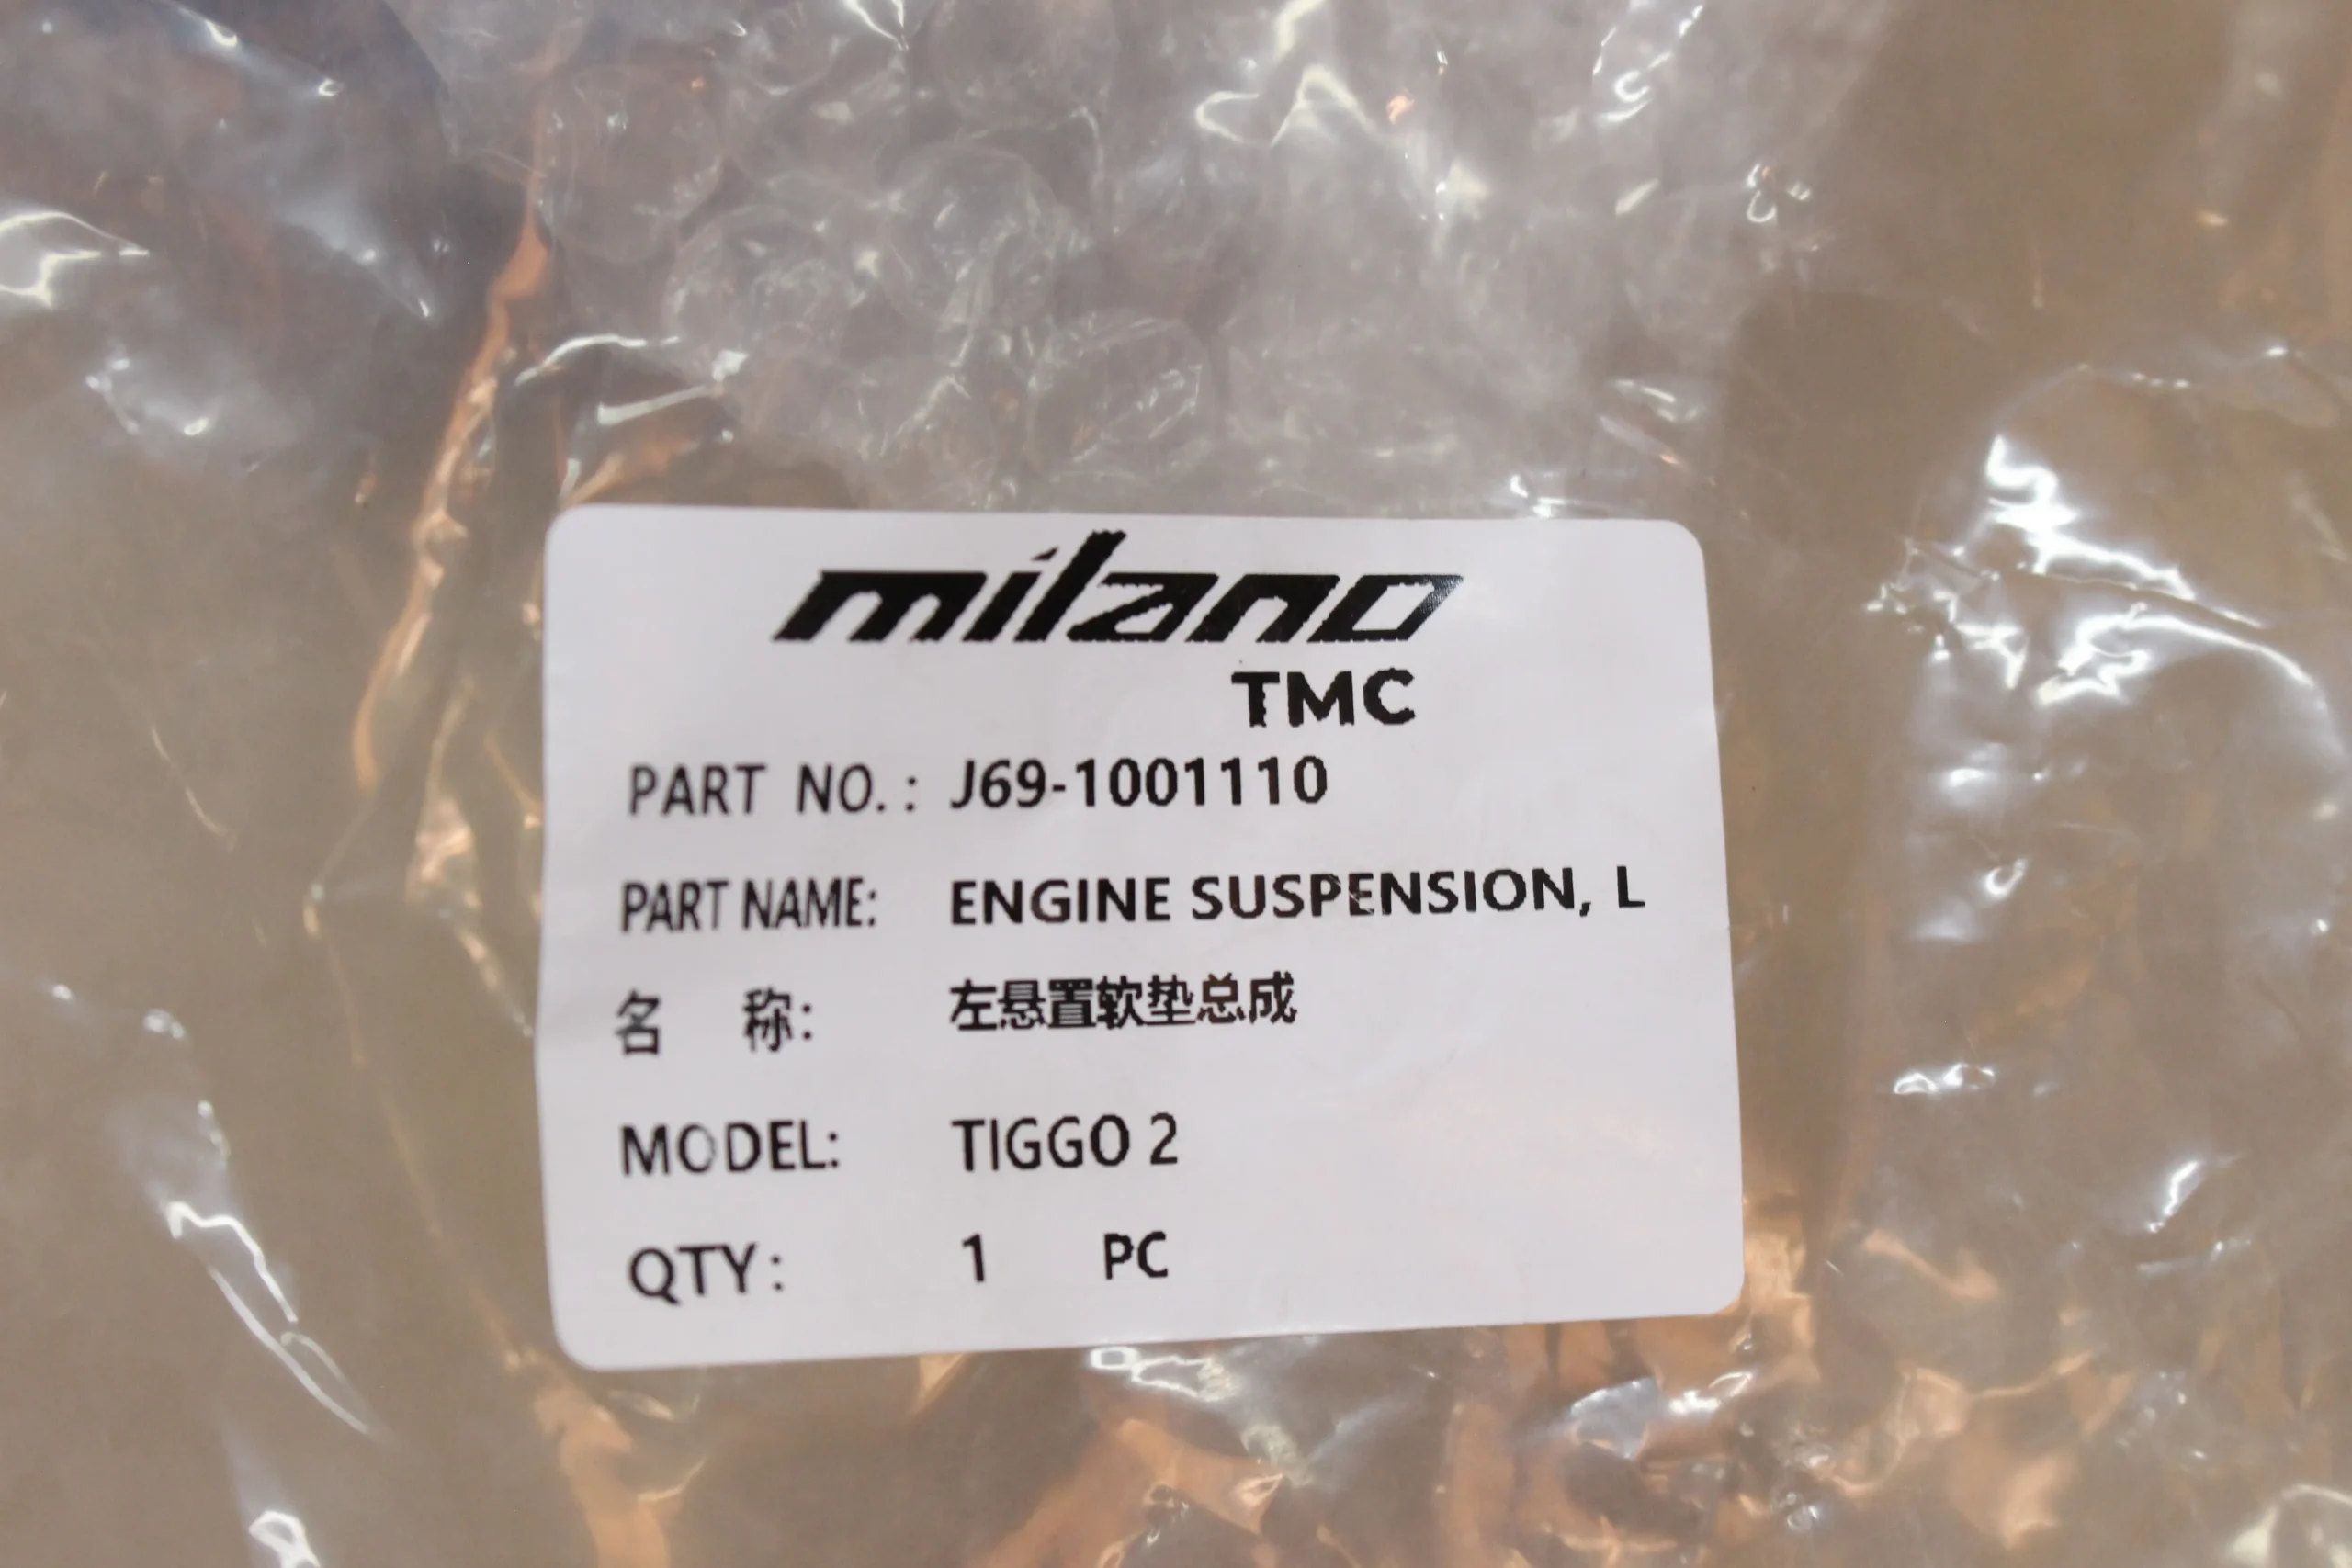 milano
TMC
PART NO.: J69-1001110
PART NAME: ENGINE SUSPENSION, L
名 称: 左悬置软垫总成
MODEL: TIGGO 2
QTY: 1 PC